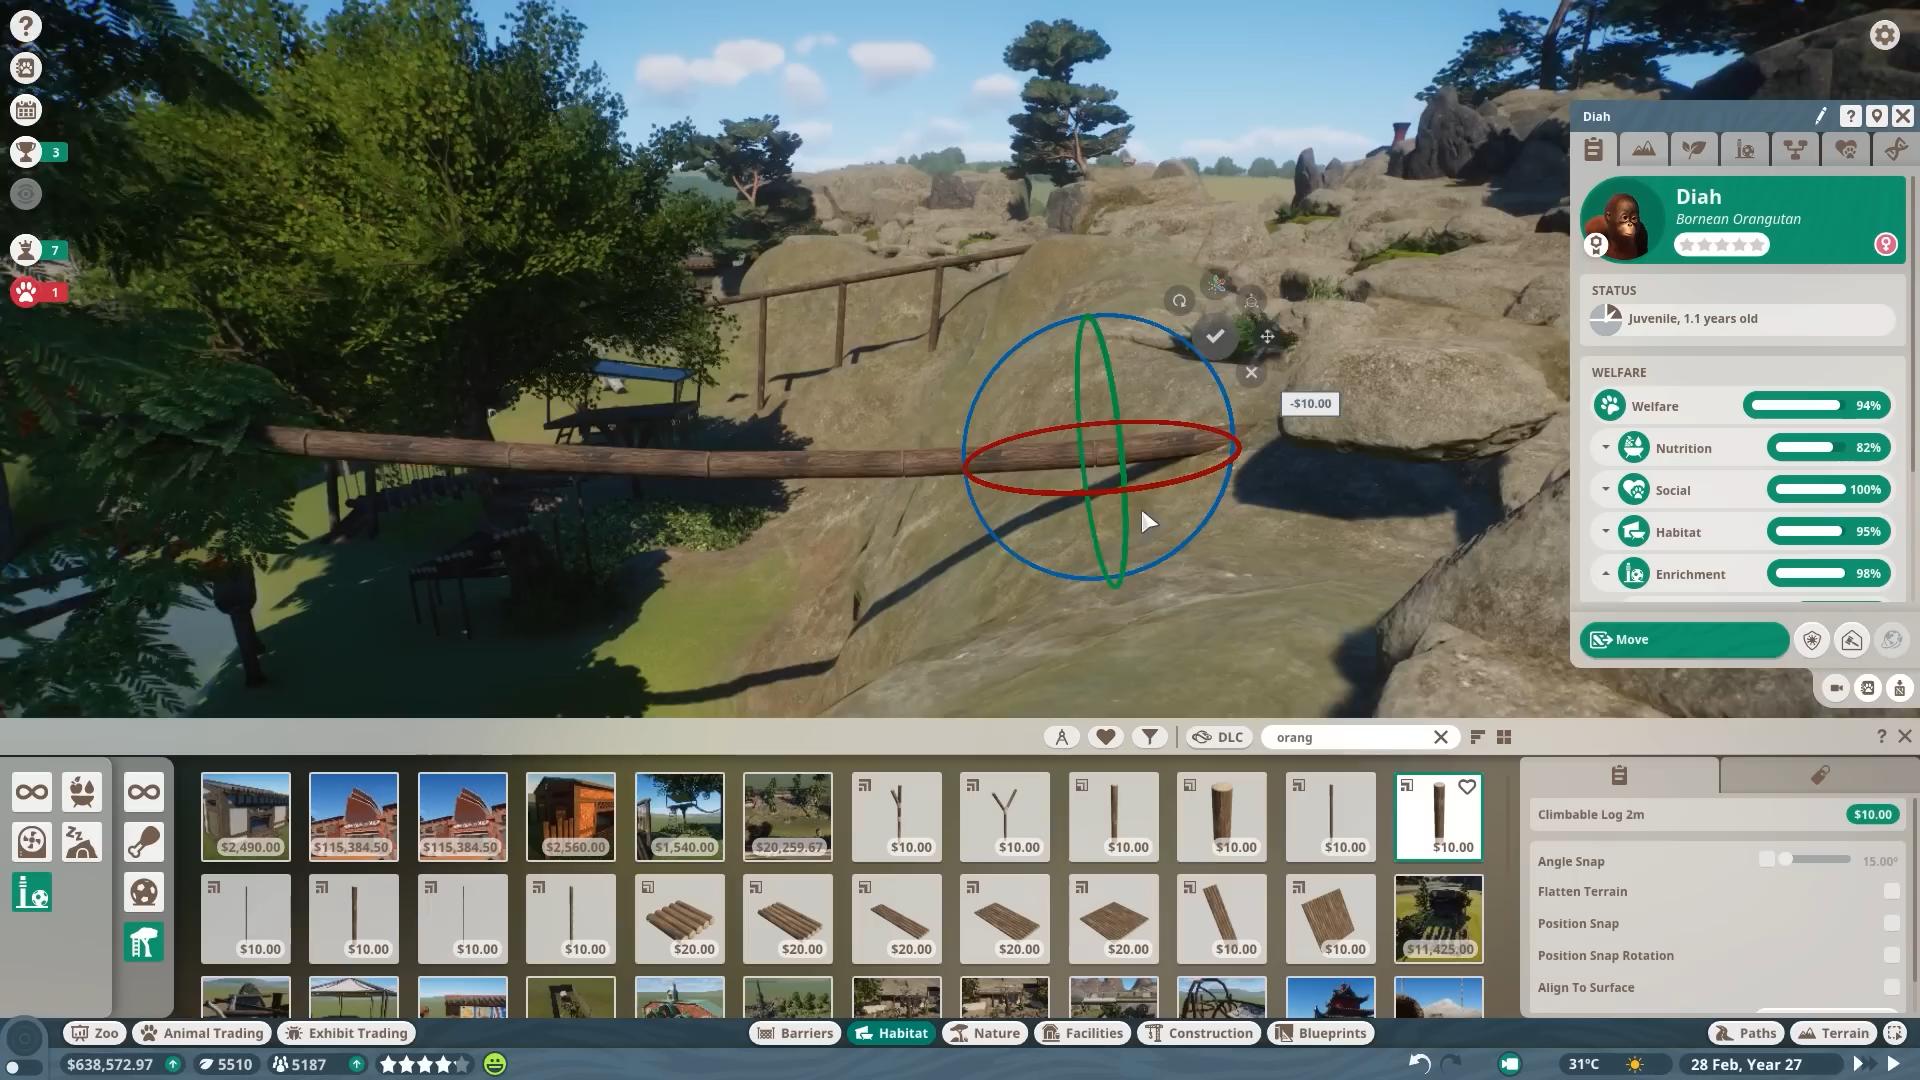 ?
3
7
1
-$10.00
Diah
?
Diah
Bornean Orangutan
STATUS
Juvenile, 1.1 years old
WELFARE
Welfare 94%
Nutrition 82%
Social 100%
Habitat 95%
Enrichment 98%
Move
DLC orang ?
$2,490.00 $115,384.50 $115,384.50 $2,560.00 $1,540.00 $20,259.67 $10.00 $10.00 $10.00 $10.00 $10.00 $10.00
$10.00 $10.00 $10.00 $10.00 $20.00 $20.00 $20.00 $20.00 $20.00 $10.00 $10.00 $11,425.00
Climbable Log 2m $10.00
Angle Snap 15.00°
Flatten Terrain
Position Snap
Position Snap Rotation
Align To Surface
Zoo Animal Trading Exhibit Trading Barriers Habitat Nature Facilities Construction Blueprints Paths Terrain
$638,572.97 5510 5187 31°C 28 Feb, Year 27